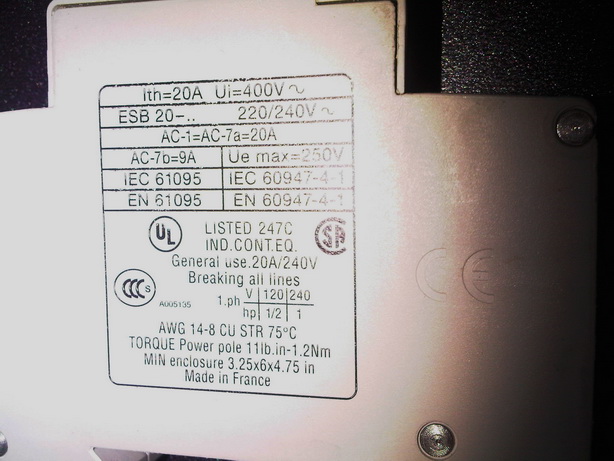 Ith=20A Ui=400V~
ESB 20-.. 220/240V~
AC-1=AC-7a=20A
AC-7b=9A Ue max=250V
IEC 61095 IEC 60947-4-1
EN 61095 EN 60947-4-1
UL LISTED 247C SA
IND.CONT.EQ.
General use.20A/240V
Breaking all lines
CCC S A005135
1.ph V 120 240
hp 1/2 1
AWG 14-8 CU STR 75°C
TORQUE Power pole 11lb.in-1.2Nm
MIN enclosure 3.25x6x4.75 in
Made in France
CE